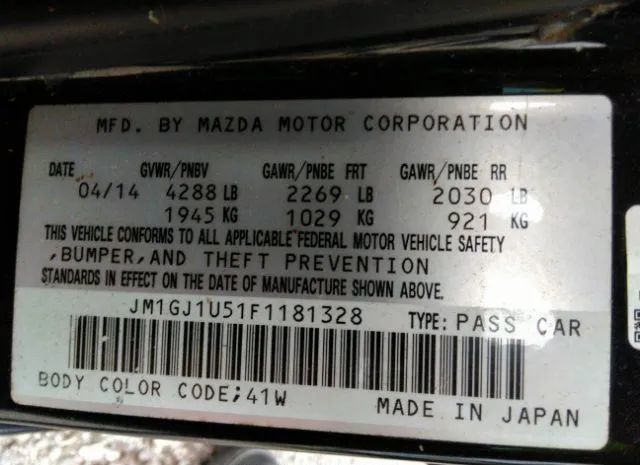 MFD. BY MAZDA MOTOR CORPORATION
DATE GVWR/PNBV GAWR/PNBE FRT GAWR/PNBE RR
04/14 4288 LB 2269 LB 2030 LB
1945 KG 1029 KG 921 KG
THIS VEHICLE CONFORMS TO ALL APPLICABLE FEDERAL MOTOR VEHICLE SAFETY
,BUMPER,AND THEFT PREVENTION
STANDARDS IN EFFECT ON THE DATE OF MANUFACTURE SHOWN ABOVE.
JM1GJ1U51F1181328 TYPE: PASS CAR
BODY COLOR CODE;41W MADE IN JAPAN